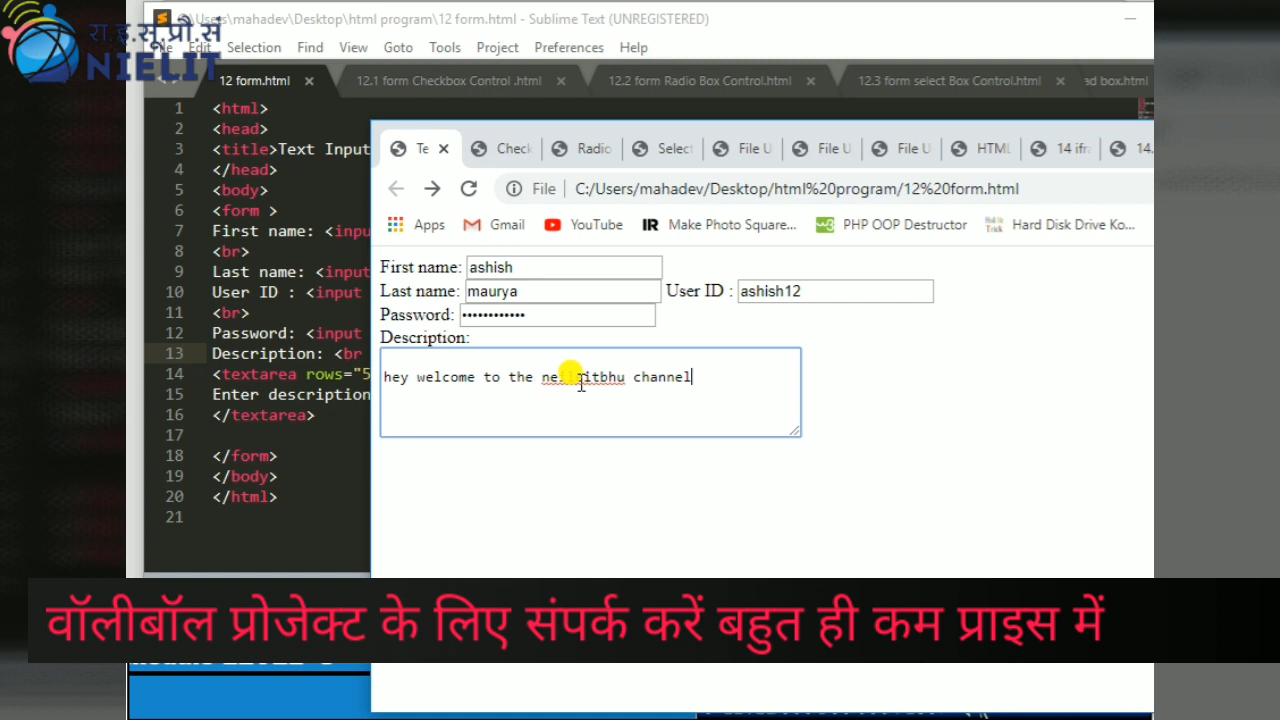 \Users\mahadev\Desktop\html program\12 form.html - Sublime Text (UNREGISTERED)
रा.इ.सू.प्रौ.सं
NIELIT
Edit Selection Find View Goto Tools Project Preferences Help
12 form.html 12.1 form Checkbox Control .html 12.2 form Radio Box Control.html 12.3 form select Box Control.html ad box.html
1 <html>
2 <head>
3 <title>Text Input
4 </head>
5 <body>
6 <form >
7 First name: <inpu
8 <br>
9 Last name: <input
10 User ID : <input
11 <br>
12 Password: <input
13 Description: <br
14 <textarea rows="5
15 Enter description
16 </textarea>
17
18 </form>
19 </body>
20 </html>
21
Te Check Radio Select File U File U File U HTML 14 ifr 14.
File C:/Users/mahadev/Desktop/html%20program/12%20form.html
Apps Gmail YouTube IR Make Photo Square... PHP OOP Destructor Hard Disk Drive Ko...
First name: ashish
Last name: maurya User ID : ashish12
Password: ••••••••••••
Description:
hey welcome to the channel
वॉलीबॉल प्रोजेक्ट के लिए संपर्क करें बहुत ही कम प्राइस में